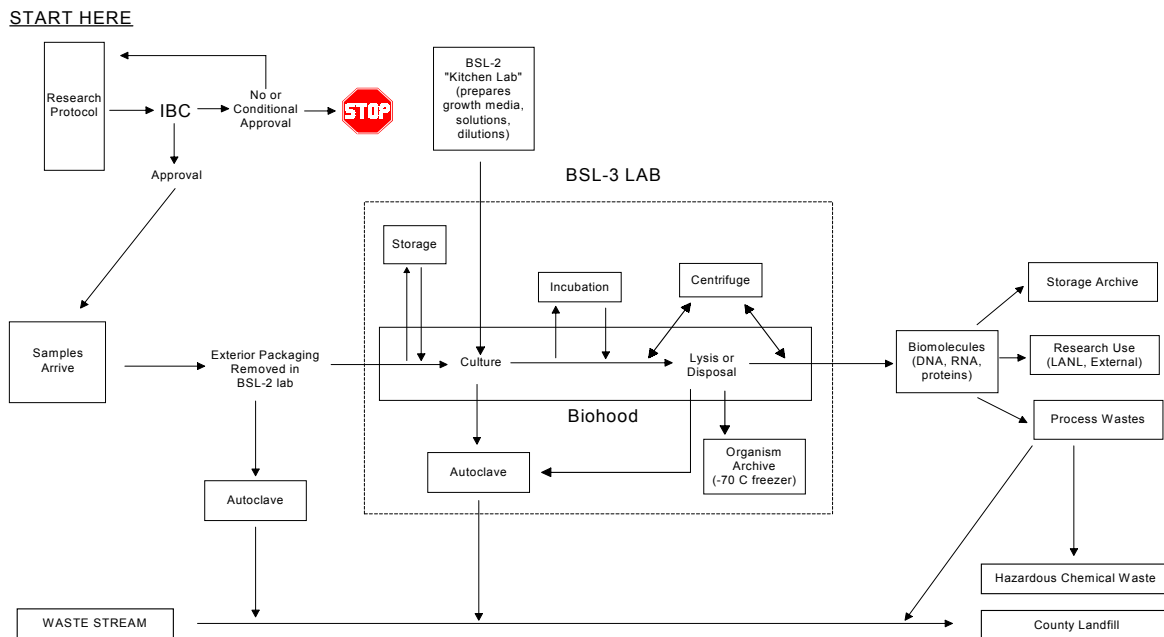 START HERE
Research
Protocol
IBC
No or
Conditional
Approval
STOP
Approval
BSL-2
"Kitchen Lab"
(prepares
growth media,
solutions,
dilutions)
BSL-3 LAB
Storage
Incubation
Centrifuge
Samples
Arrive
Exterior Packaging
Removed in
BSL-2 lab
Culture
Lysis or
Disposal
Biohood
Biomolecules
(DNA, RNA,
proteins)
Storage Archive
Research Use
(LANL, External)
Process Wastes
Autoclave
Autoclave
Organism
Archive
(-70 C freezer)
Hazardous Chemical Waste
WASTE STREAM
County Landfill